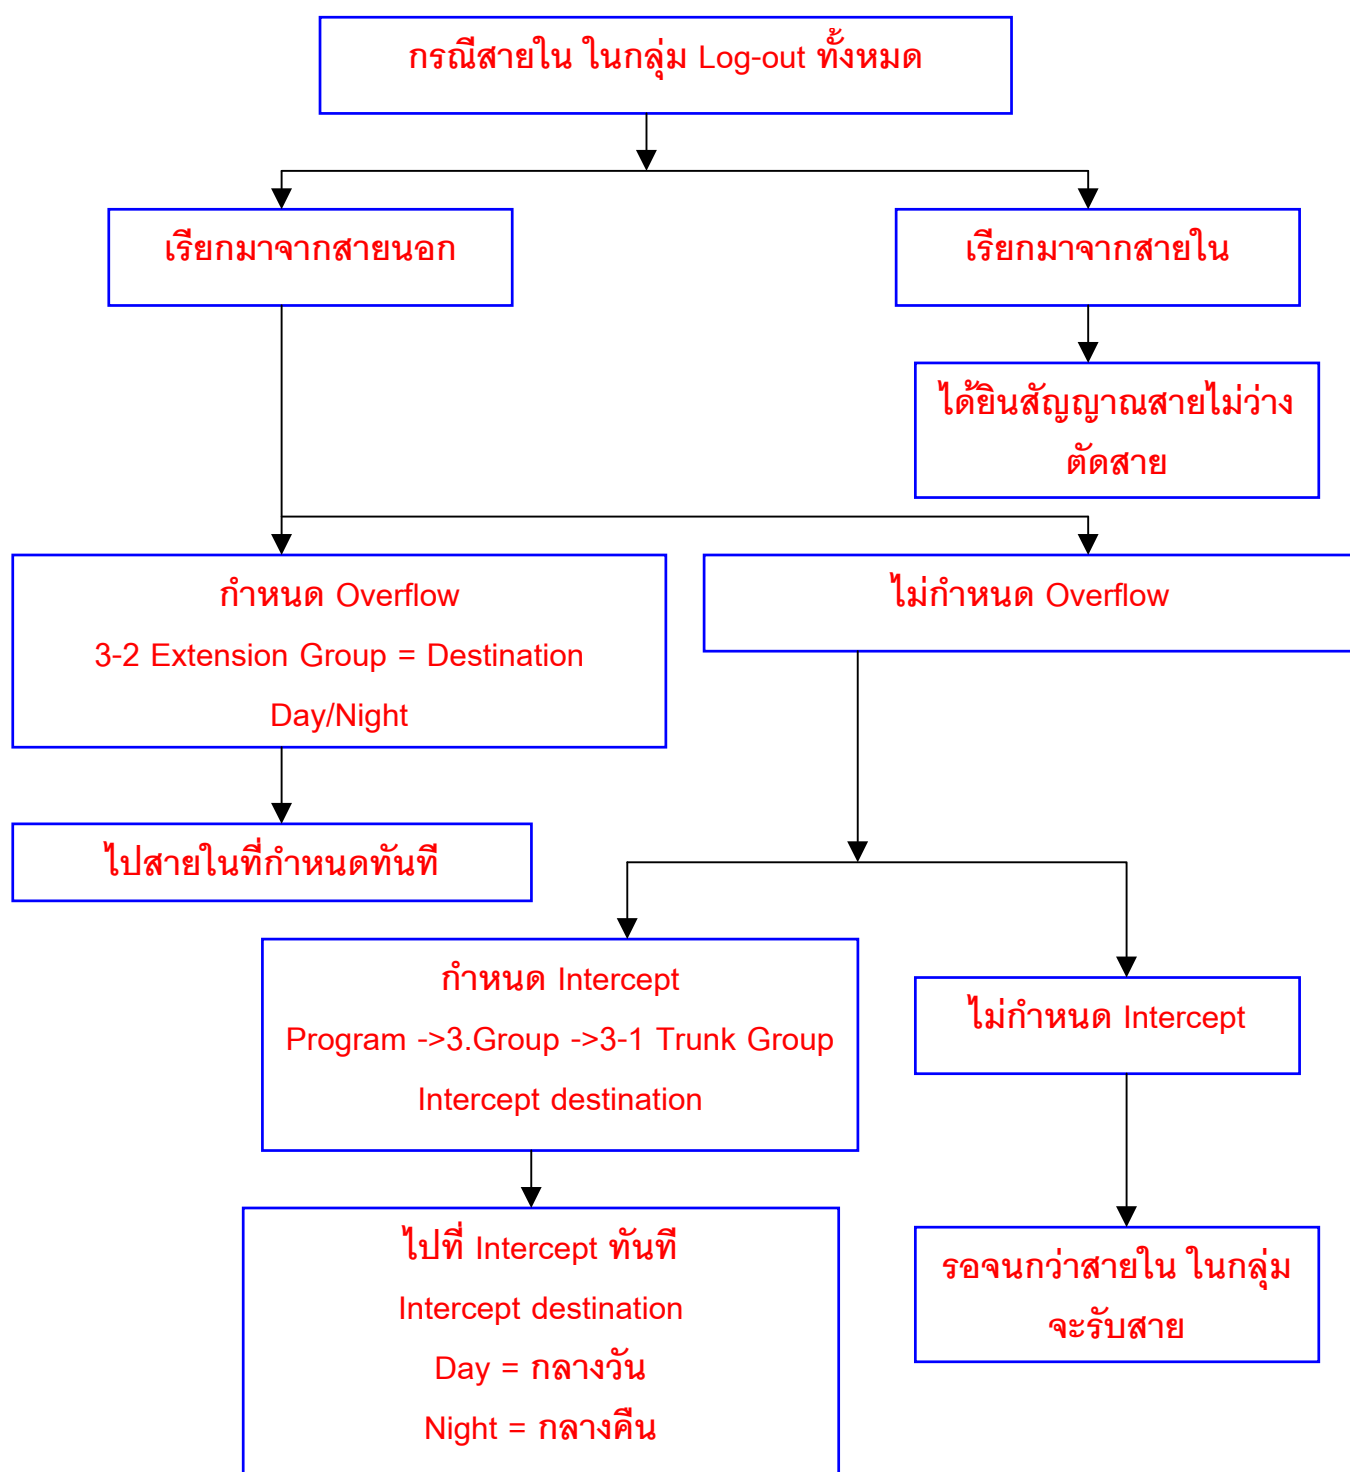 กรณีสายใน ในกลุ่ม Log-out ทั้งหมด
เรียกมาจากสายนอก
เรียกมาจากสายใน
ได้ยินสัญญาณสายไม่ว่าง
ตัดสาย
กำหนด Overflow
3-2 Extension Group = Destination
Day/Night
ไม่กำหนด Overflow
ไปสายในที่กำหนดทันที
กำหนด Intercept
Program ->3.Group ->3-1 Trunk Group
Intercept destination
ไม่กำหนด Intercept
ไปที่ Intercept ทันที
Intercept destination
Day = กลางวัน
Night = กลางคืน
รอจนกว่าสายใน ในกลุ่ม
จะรับสาย